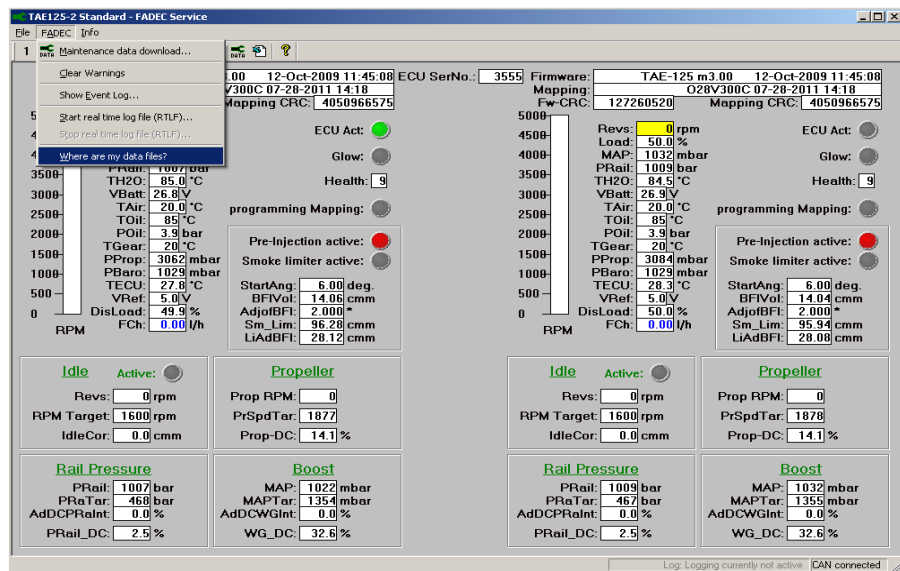 TAE125-2 Standard - FADEC Service
File FADEC Info
1 DATA Maintenance data download... DATA
Clear Warnings
Show Event Log...
Start real time log file (RTLF)...
Stop real time log file (RTLF)...
Where are my data files?
.00 12-Oct-2009 11:45:08 ECU SerNo.: 3555 Firmware: TAE-125 m3.00 12-Oct-2009 11:45:08
V300C 07-28-2011 14:18 Mapping: O28V300C 07-28-2011 14:18
Mapping CRC: 4050966575 Fw-CRC: 127260520 Mapping CRC: 4050966575
3500
3000
2500
2000
1500
1000
500
0
RPM
PRail: 1007 bar
TH2O: 85.0 °C
VBatt: 26.8 V
TAir: 20.0 °C
TOil: 85 °C
POil: 3.9 bar
TGear: 20 °C
PProp: 3062 mbar
PBaro: 1029 mbar
TECU: 27.8 °C
VRef: 5.0 V
DisLoad: 49.9 %
FCh: 0.00 l/h
ECU Act:
Glow:
Health: 9
programming Mapping:
Pre-Injection active:
Smoke limiter active:
StartAng: 6.00 deg.
BFIVol: 14.06 cmm
AdjofBFI: 2.000 °
Sm_Lim: 96.28 cmm
LiAdBFI: 28.12 cmm
5000
4500
4000
3500
3000
2500
2000
1500
1000
500
0
RPM
Revs: 0 rpm
Load: 50.0 %
MAP: 1032 mbar
PRail: 1009 bar
TH2O: 84.5 °C
VBatt: 26.9 V
TAir: 20.0 °C
TOil: 85 °C
POil: 3.9 bar
TGear: 20 °C
PProp: 3084 mbar
PBaro: 1029 mbar
TECU: 28.3 °C
VRef: 5.0 V
DisLoad: 50.0 %
FCh: 0.00 l/h
ECU Act:
Glow:
Health: 9
programming Mapping:
Pre-Injection active:
Smoke limiter active:
StartAng: 6.00 deg.
BFIVol: 14.04 cmm
AdjofBFI: 2.000 °
Sm_Lim: 95.94 cmm
LiAdBFI: 28.08 cmm
Idle Active:
Revs: 0 rpm
RPM Target: 1600 rpm
IdleCor: 0.0 cmm
Propeller
Prop RPM: 0
PrSpdTar: 1877
Prop-DC: 14.1 %
Idle Active:
Revs: 0 rpm
RPM Target: 1600 rpm
IdleCor: 0.0 cmm
Propeller
Prop RPM: 0
PrSpdTar: 1878
Prop-DC: 14.1 %
Rail Pressure
PRail: 1007 bar
PRaTar: 468 bar
AdDCPRaInt: 0.0 %
PRail_DC: 2.5 %
Boost
MAP: 1022 mbar
MAPTar: 1354 mbar
AdDCWGInt: 0.0 %
WG_DC: 32.6 %
Rail Pressure
PRail: 1009 bar
PRaTar: 467 bar
AdDCPRaInt: 0.0 %
PRail_DC: 2.5 %
Boost
MAP: 1032 mbar
MAPTar: 1355 mbar
AdDCWGInt: 0.0 %
WG_DC: 32.6 %
Log: Logging currently not active CAN connected